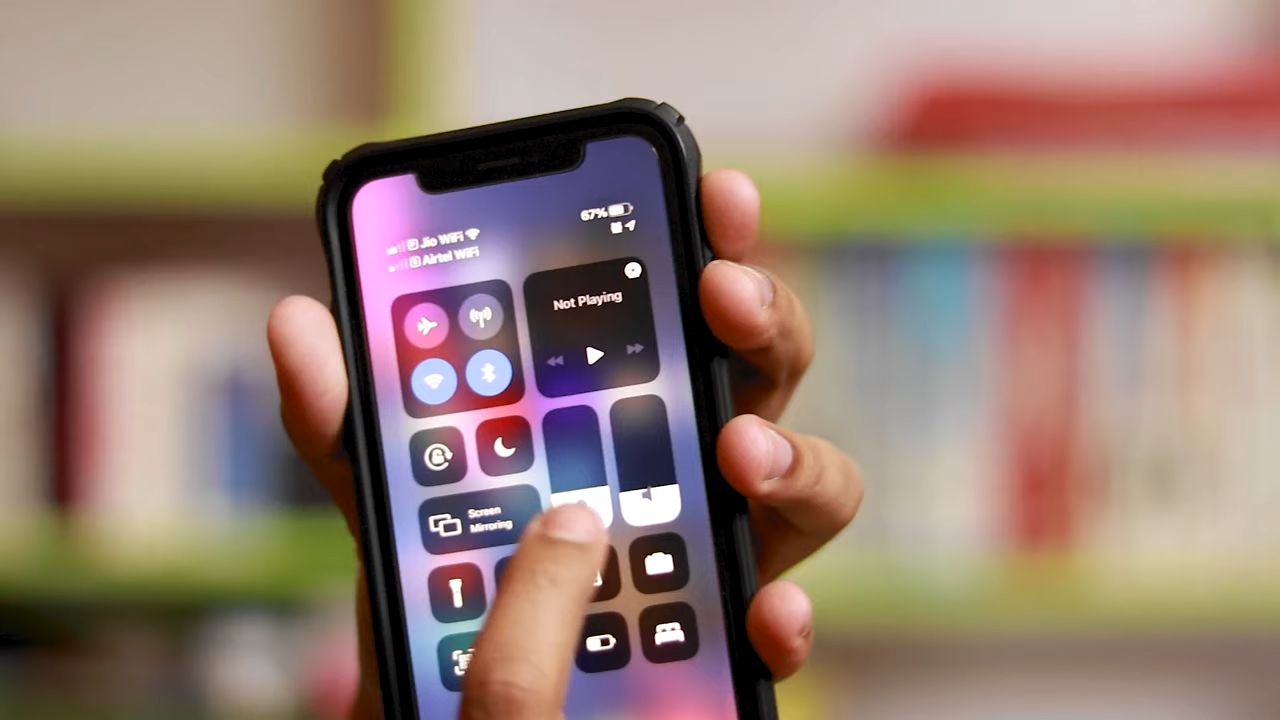 67%
P Jio WiFi
S Airtel WiFi
Not Playing
Screen
Mirroring